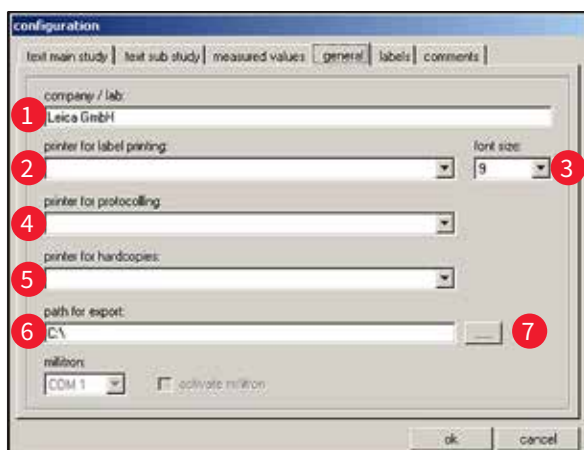 configuration
text main study text sub study measured values general labels comments
company / lab:
1 Leica GmbH
printer for label printing: font size:
2 9 3
printer for protocolling:
4
printer for hardcopies:
5
path for export:
6 C:\ ..... 7
millitron:
COM 1 activate millitron
ok cancel